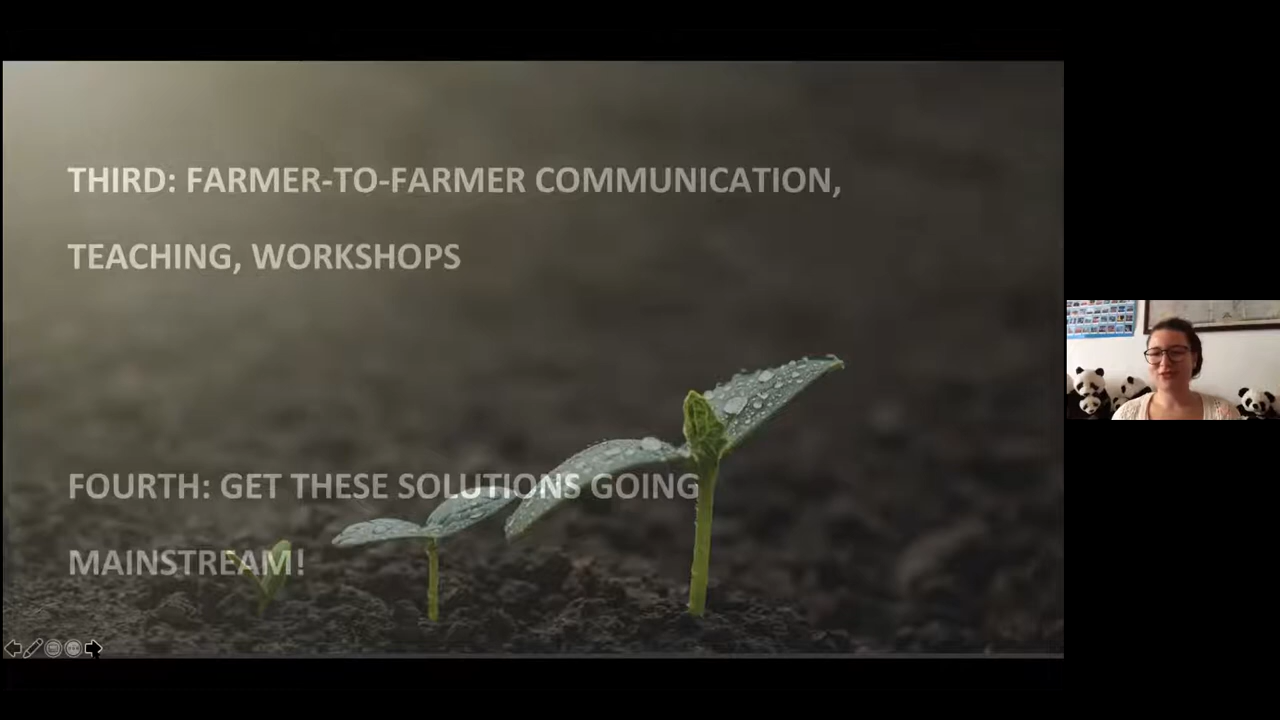 THIRD: FARMER-TO-FARMER COMMUNICATION,
TEACHING, WORKSHOPS
FOURTH: GET THESE SOLUTIONS GOING
MAINSTREAM!